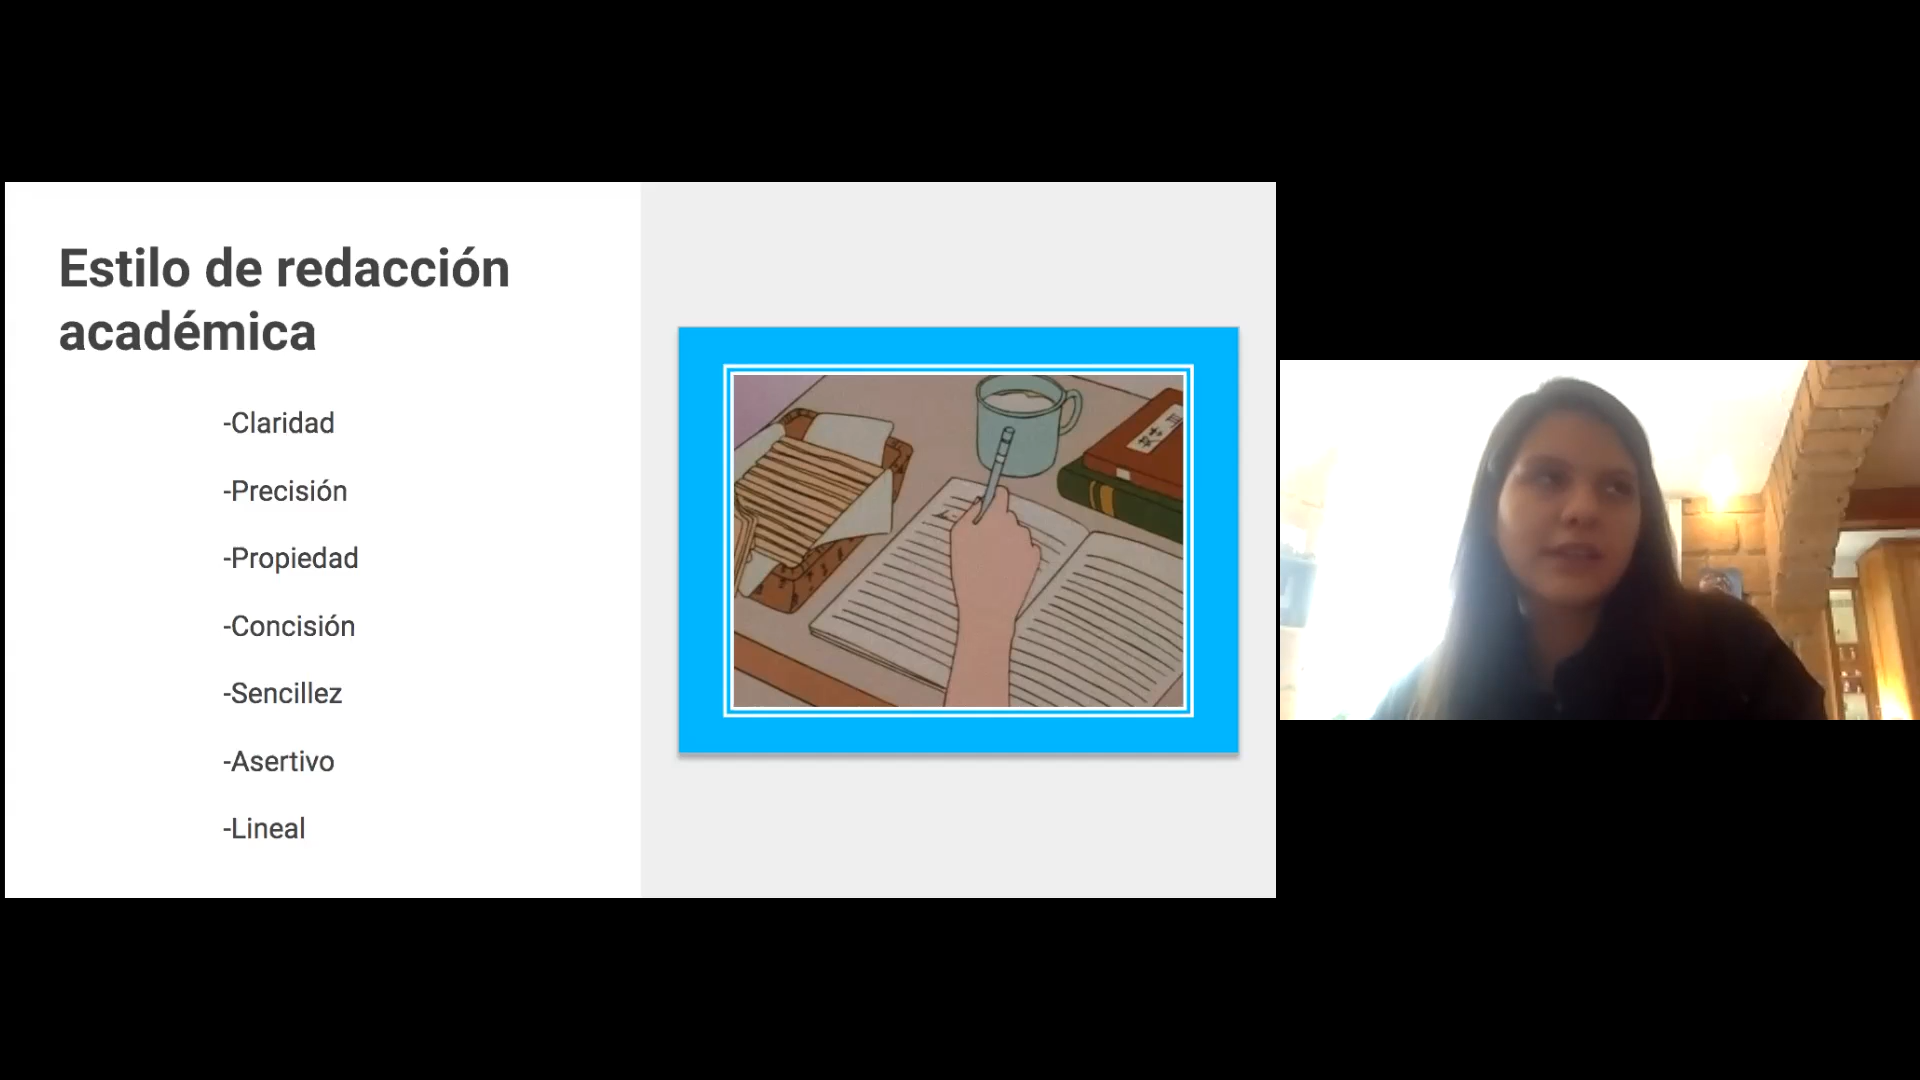 Estilo de redacción
académica
-Claridad
-Precisión
-Propiedad
-Concisión
-Sencillez
-Asertivo
-Lineal